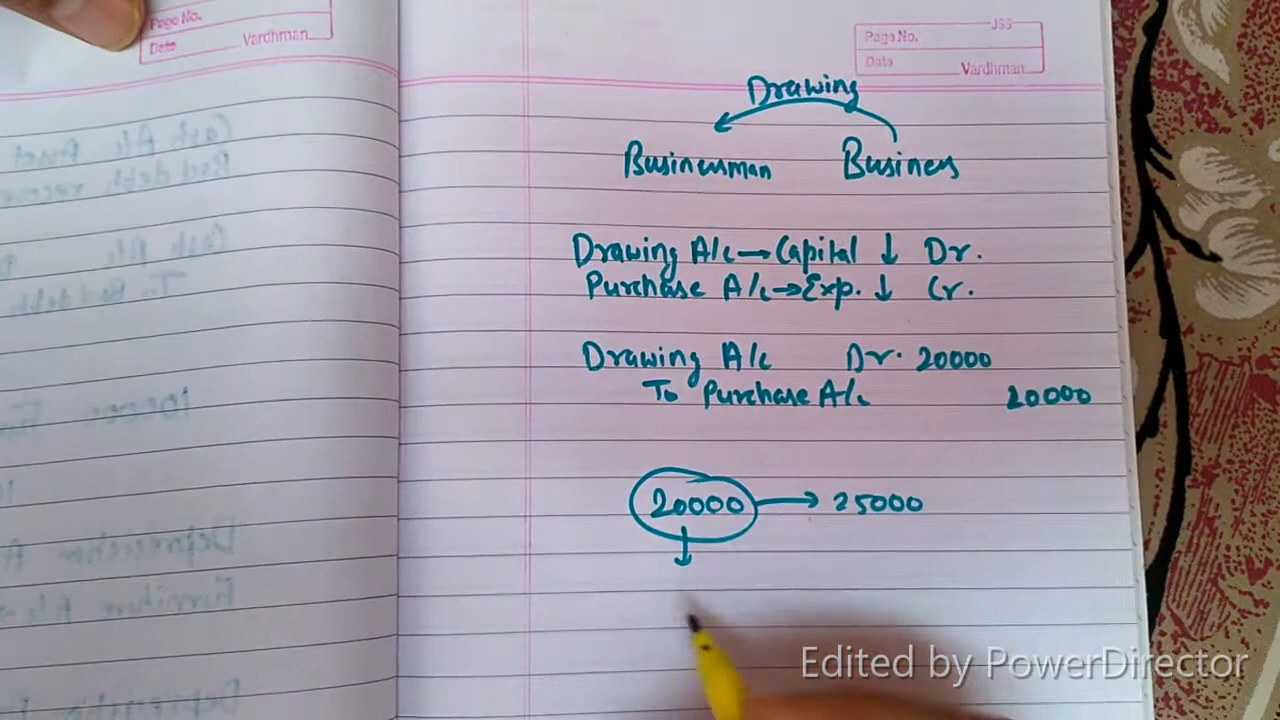 Page No.
Date Vardhman
JSS
Page No.
Date Vardhman
Drawing
Businessman Business
Drawing A/c → Capital ↓ Dr.
Purchase A/c → Exp. ↓ Cr.
Drawing A/c Dr. 20000
To Purchase A/c 20000
20000 → 25000
↓
Edited by PowerDirector